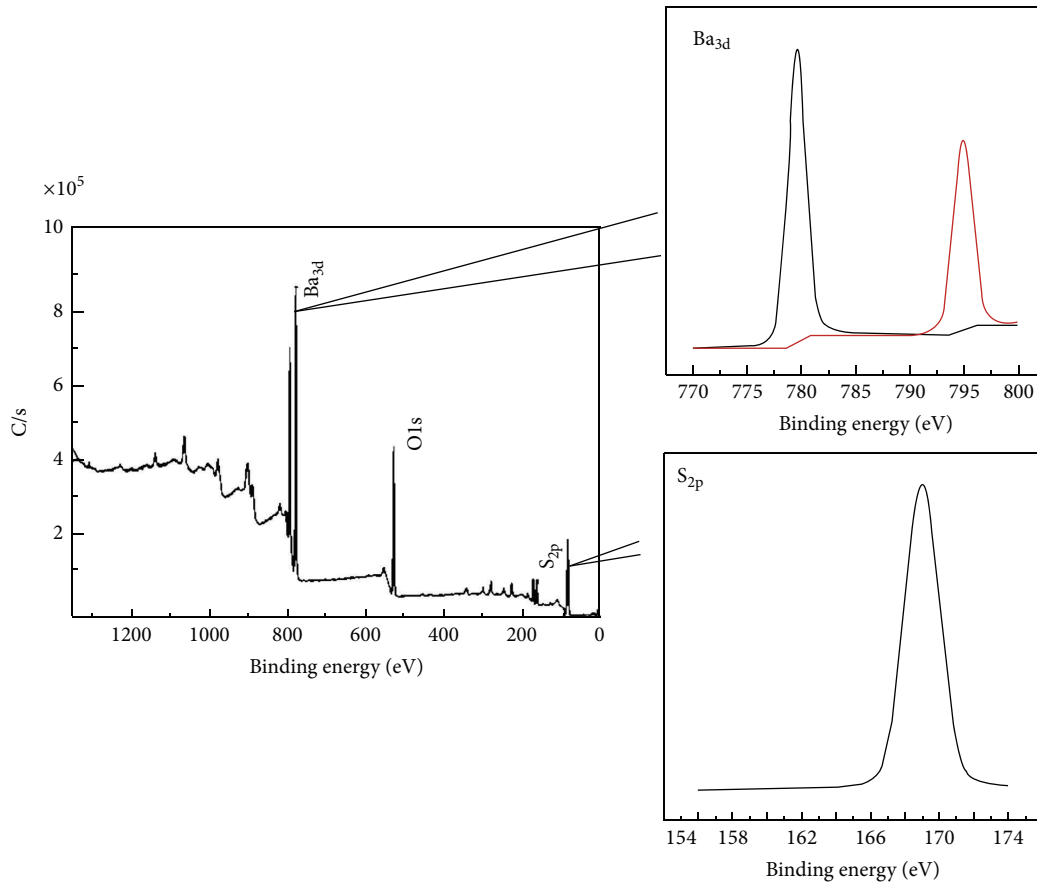 ×10⁵
10
8
6
4
2
C/s
Ba₃d
O1s
S₂p
1200 1000 800 600 400 200 0
Binding energy (eV)
Ba₃d
770 775 780 785 790 795 800
Binding energy (eV)
S₂p
154 158 162 166 170 174
Binding energy (eV)